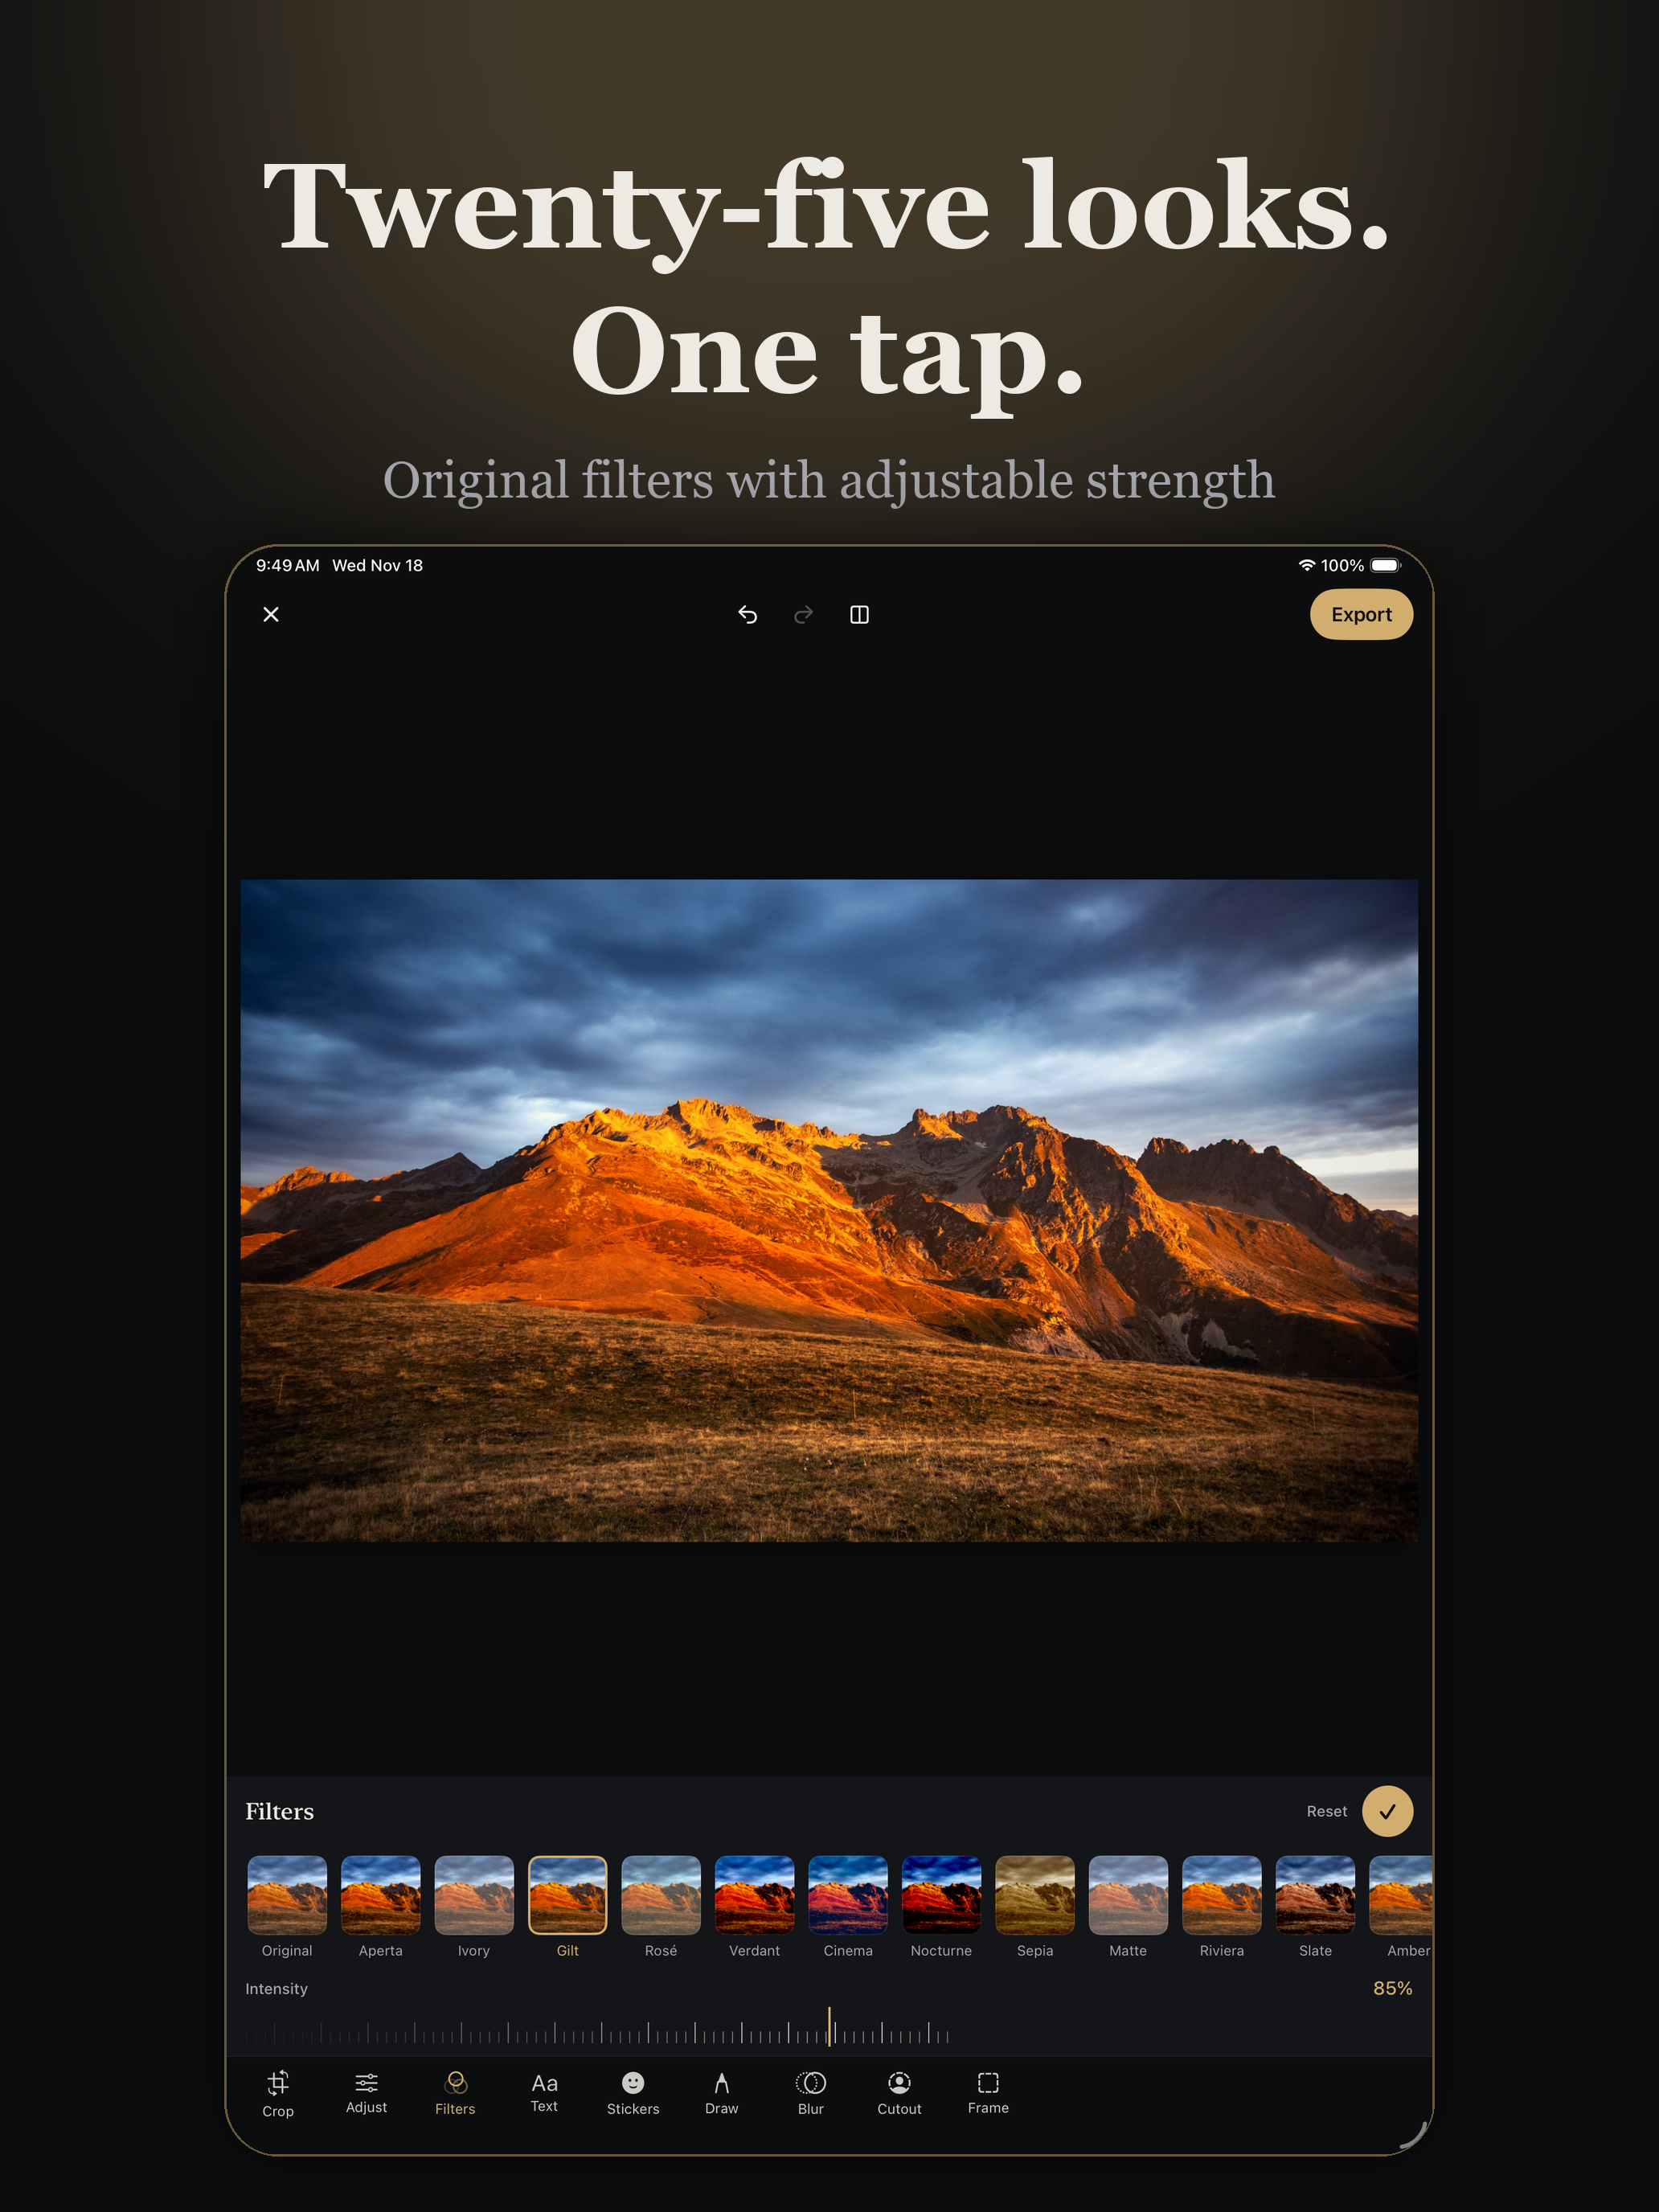 Twenty-five looks.
One tap.
Original filters with adjustable strength
9:49 AM Wed Nov 18 100%
Export
Filters Reset
Original Aperta Ivory Gilt Rosé Verdant Cinema Nocturne Sepia Matte Riviera Slate Amber
Intensity 85%
Crop Adjust Filters Aa Text Stickers Draw Blur Cutout Frame